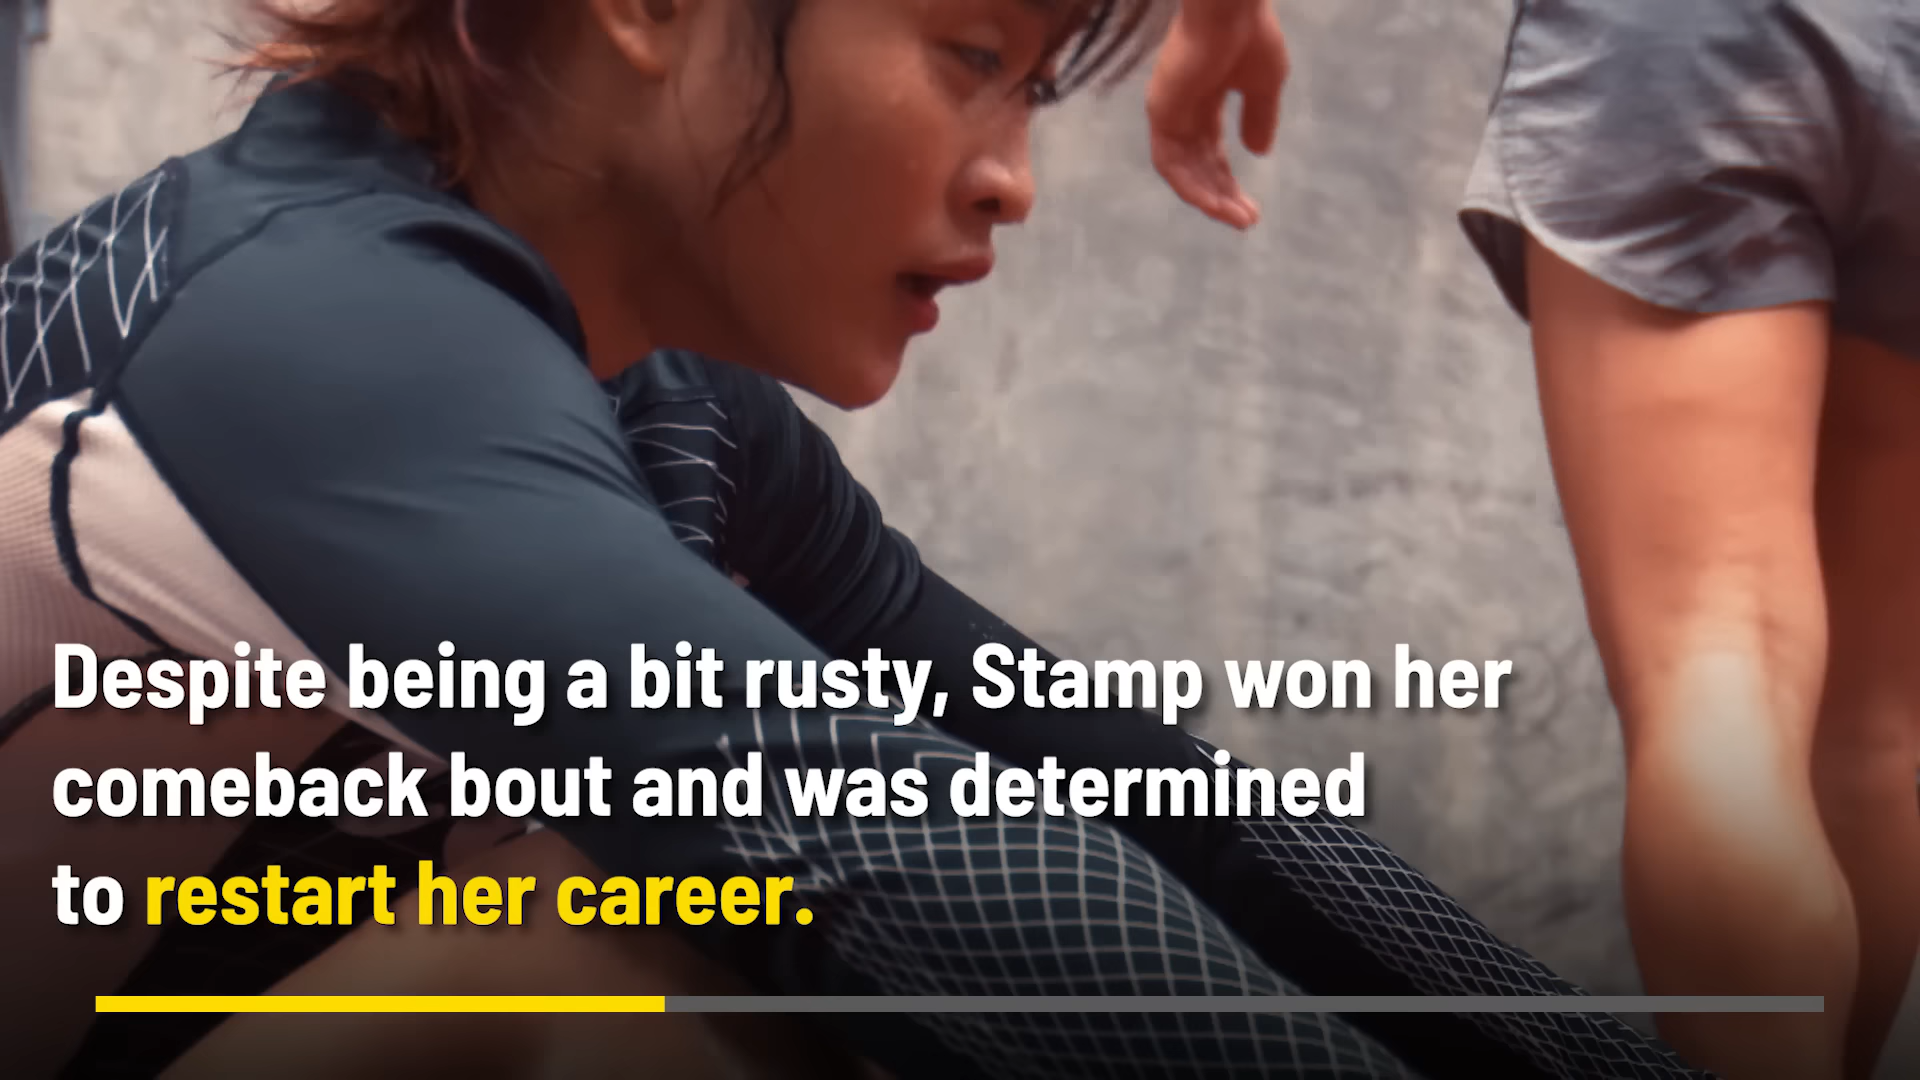 Despite being a bit rusty, Stamp won her
comeback bout and was determined
to restart her career.